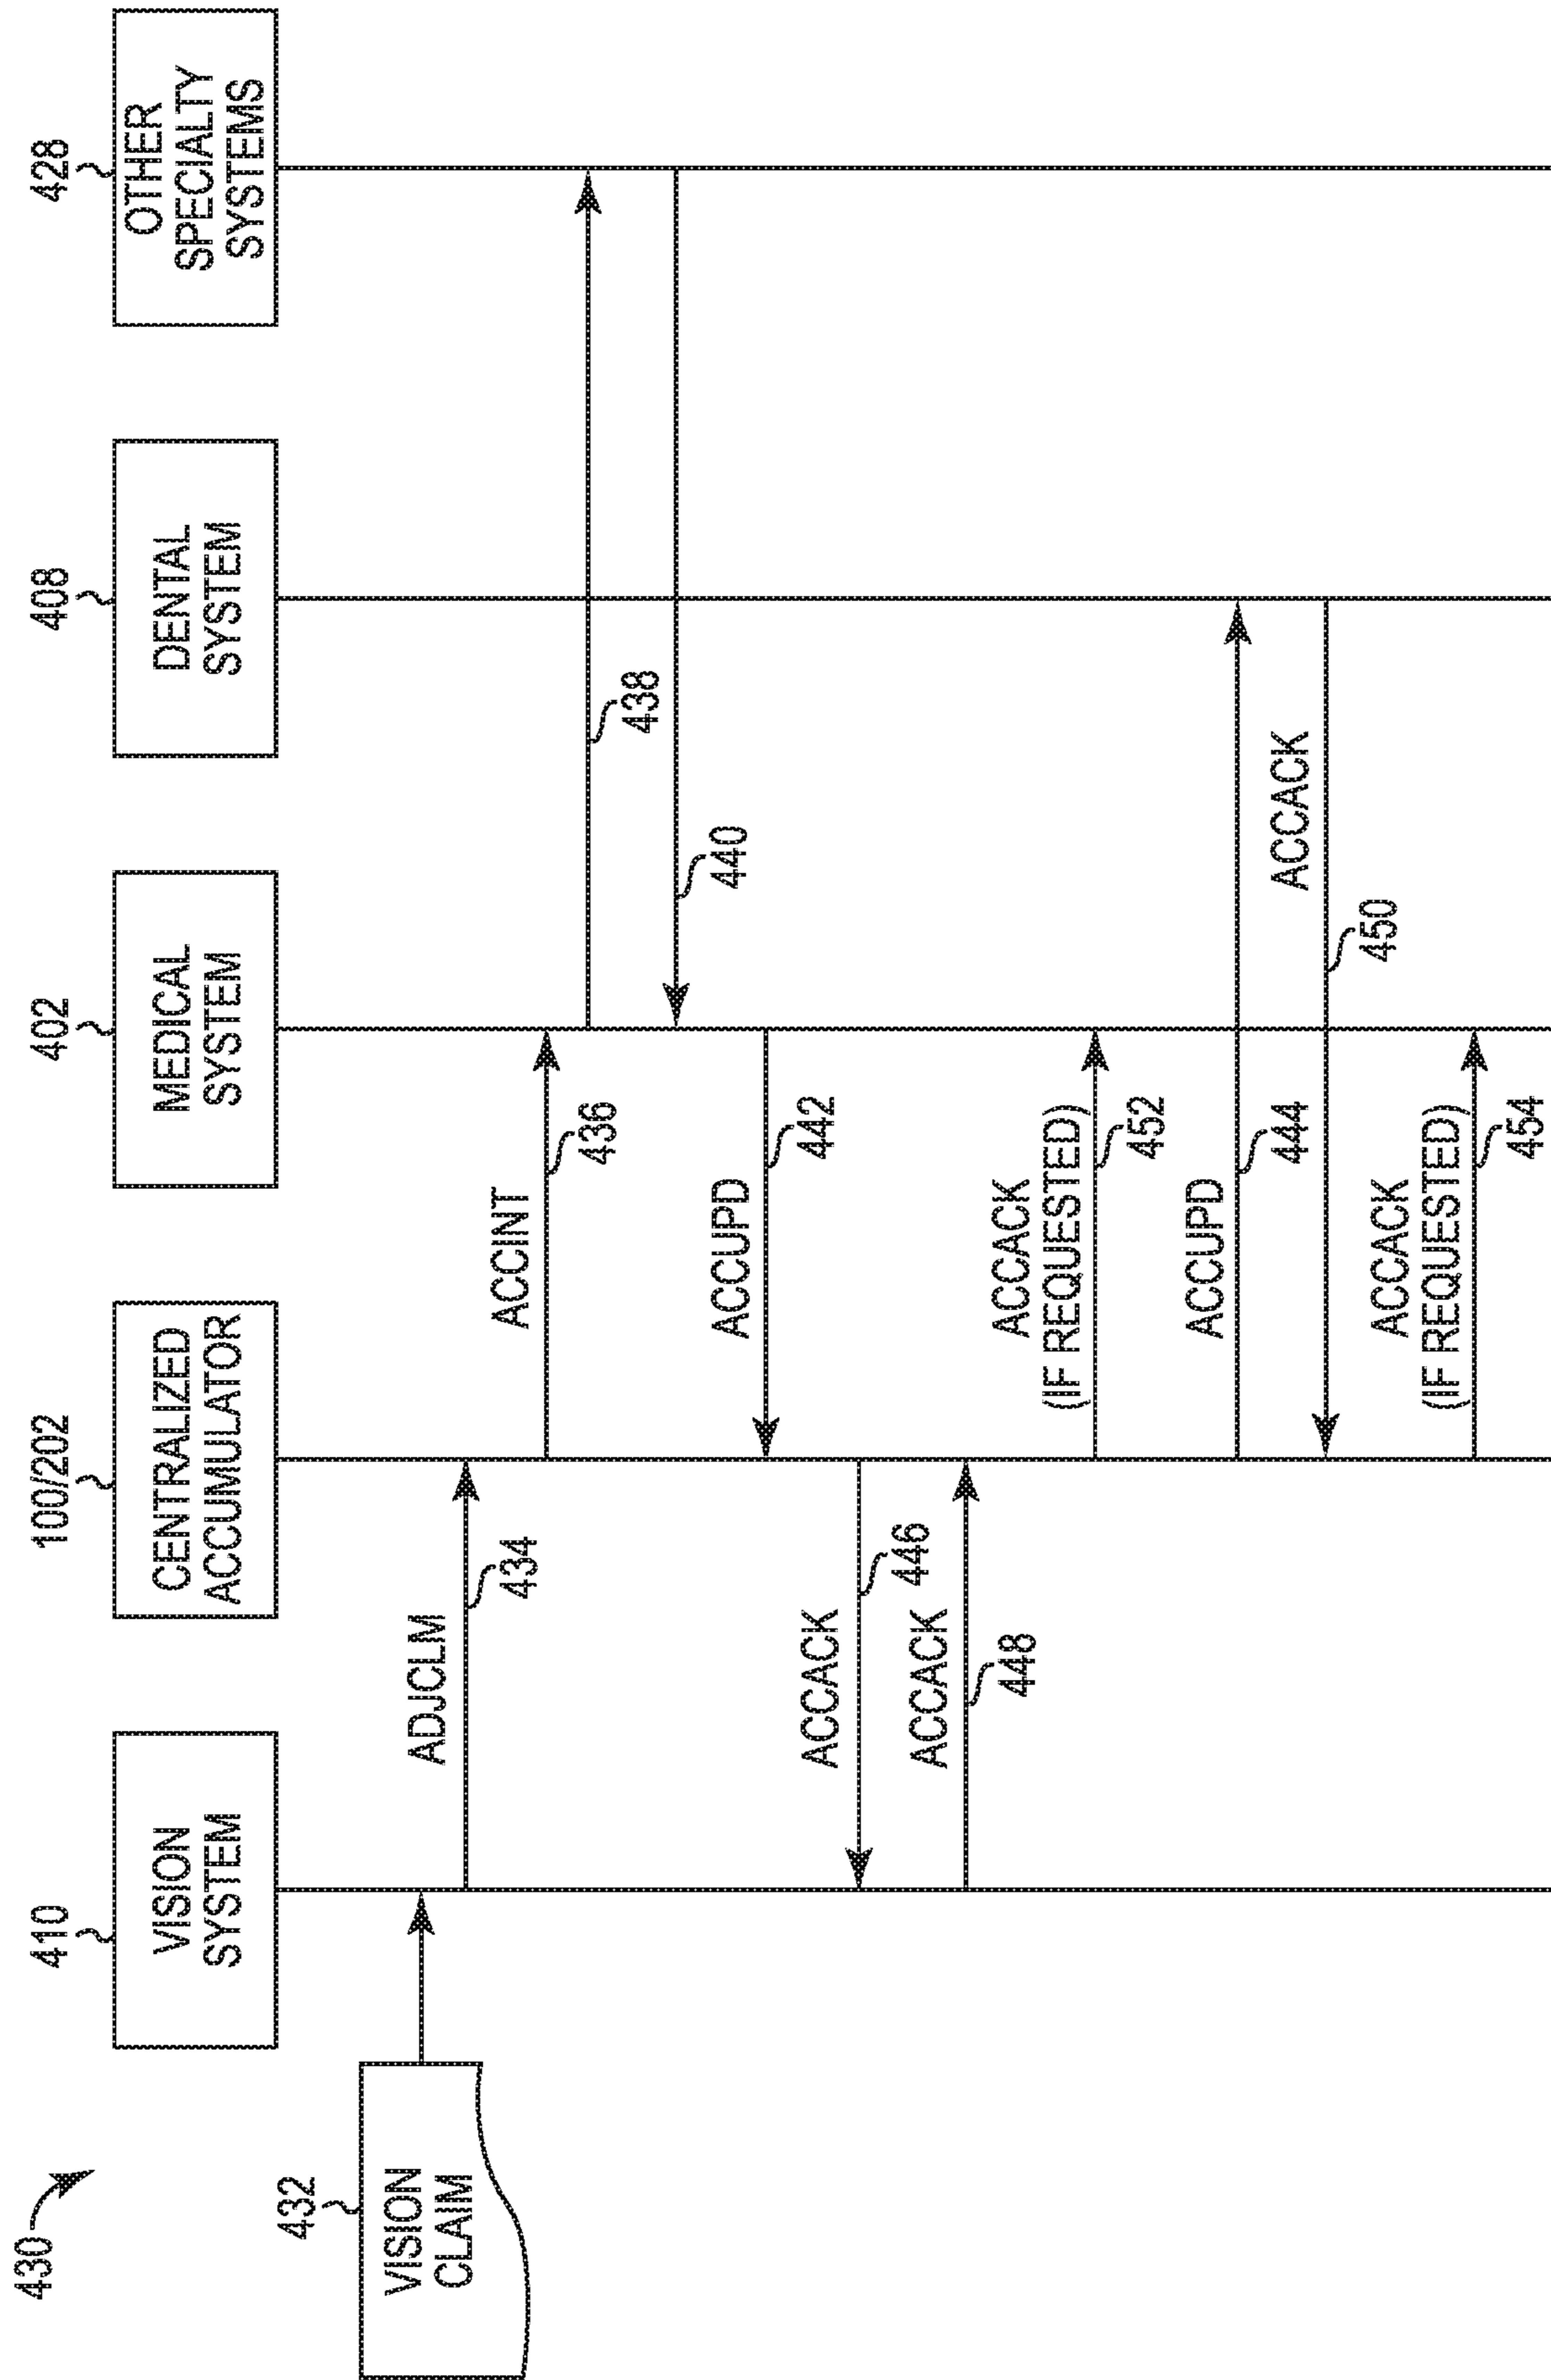 430
410
VISION
SYSTEM
100/202
CENTRALIZED
ACCUMULATOR
402
MEDICAL
SYSTEM
408
DENTAL
SYSTEM
428
OTHER
SPECIALTY
SYSTEMS
432
VISION
CLAIM
ADJCLM
434
ACCINT
436
438
440
ACCUPD
442
ACCACK
446
ACCACK
448
ACCACK
(IF REQUESTED)
452
ACCUPD
444
ACCACK
450
ACCACK
(IF REQUESTED)
454